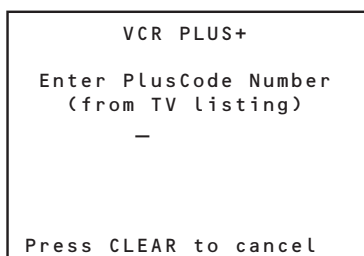 VCR PLUS+
Enter PlusCode Number
(from TV listing)
_
Press CLEAR to cancel